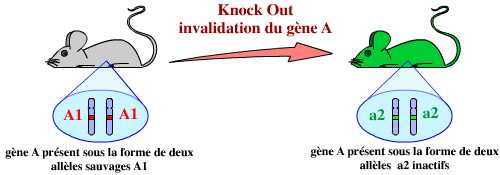 Knock Out
invalidation du gène A
A1 A1
a2 a2
gène A présent sous la forme de deux
allèles sauvages A1
gène A présent sous la forme de deux
allèles a2 inactifs